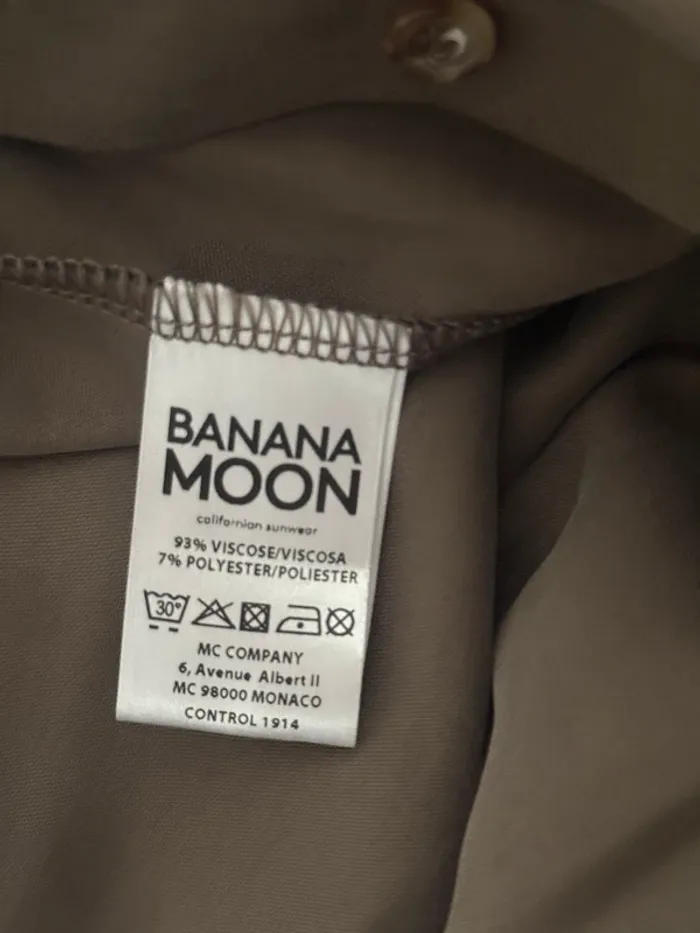 BANANA
MOON
californian sunwear
93% VISCOSE/VISCOSA
7% POLYESTER/POLIESTER
30°
MC COMPANY
6, Avenue Albert II
MC 98000 MONACO
CONTROL 1914